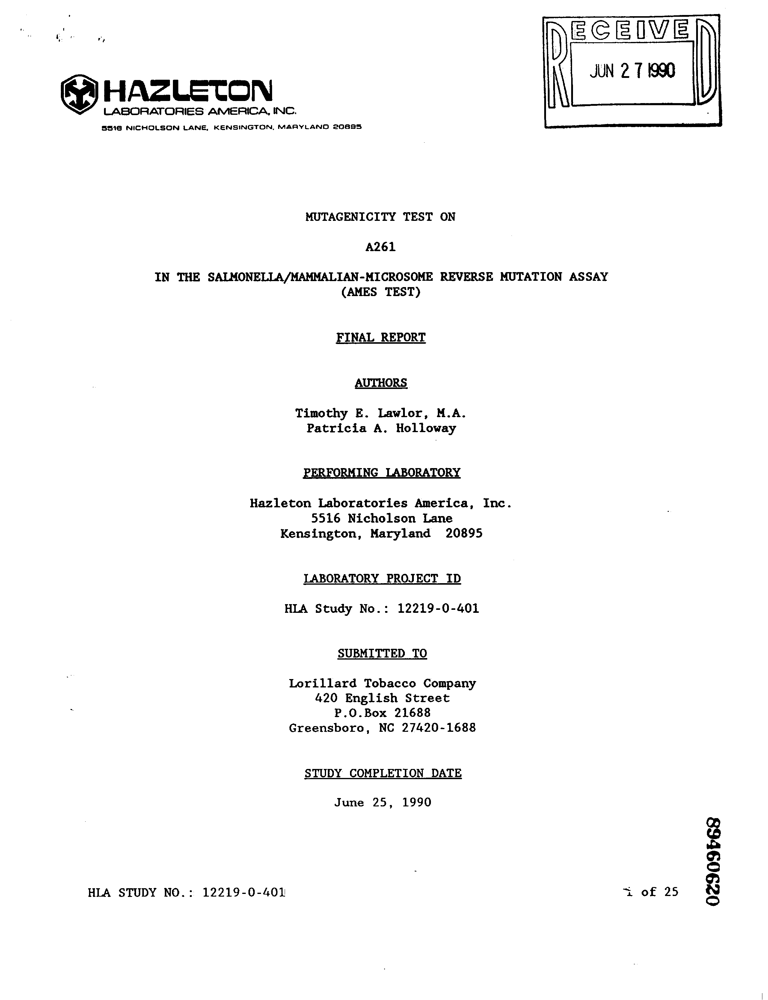 RECEIVED
JUN 27 1990
HAZLETON
LABORATORIES AMERICA, INC.
5516 NICHOLSON LANE, KENSINGTON, MARYLAND 20895
MUTAGENICITY TEST ON
A261
IN THE SALMONELLA/MAMMALIAN-MICROSOME REVERSE MUTATION ASSAY
(AMES TEST)
FINAL REPORT
AUTHORS
Timothy E. Lawlor, M.A.
Patricia A. Holloway
PERFORMING LABORATORY
Hazleton Laboratories America, Inc.
5516 Nicholson Lane
Kensington, Maryland 20895
LABORATORY PROJECT ID
HLA Study No.: 12219-0-401
SUBMITTED TO
Lorillard Tobacco Company
420 English Street
P.O.Box 21688
Greensboro, NC 27420-1688
STUDY COMPLETION DATE
June 25, 1990
HLA STUDY NO.: 12219-0-401
i of 25
89460620